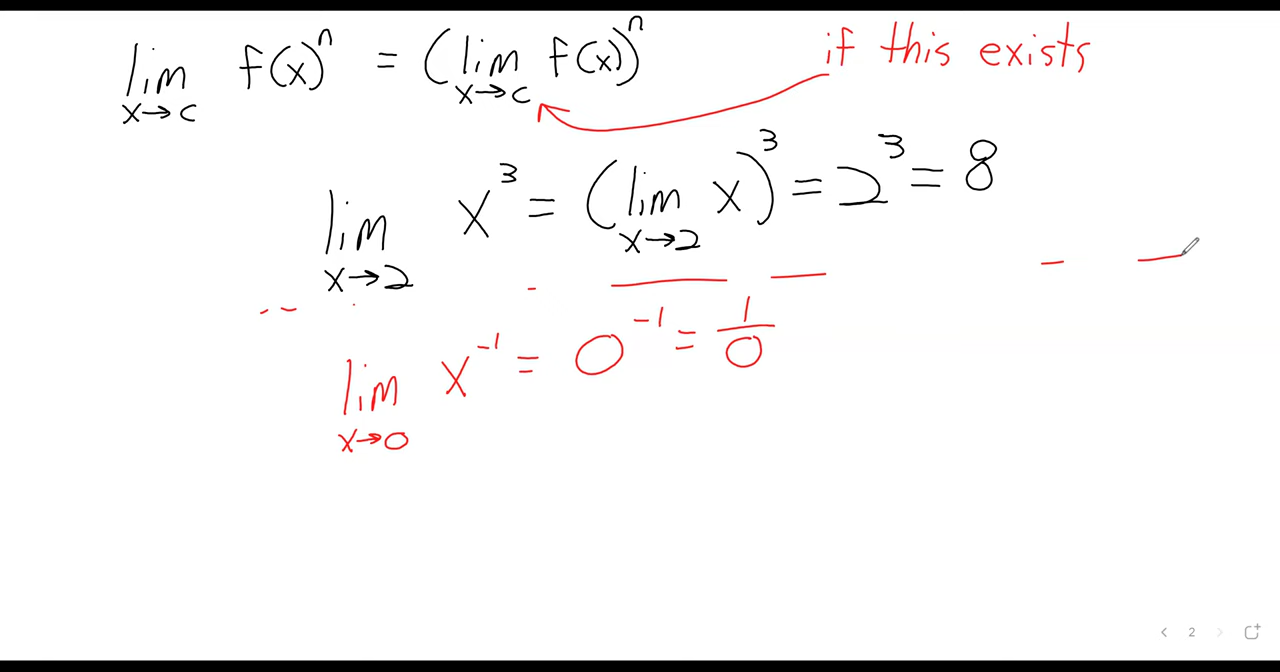 lim x→c f(x)^n = (lim x→c f(x))^n if this exists
lim x→2 x^3 = (lim x→2 x)^3 = 2^3 = 8
lim x→0 x^-1 = 0^-1 = 1/0
2